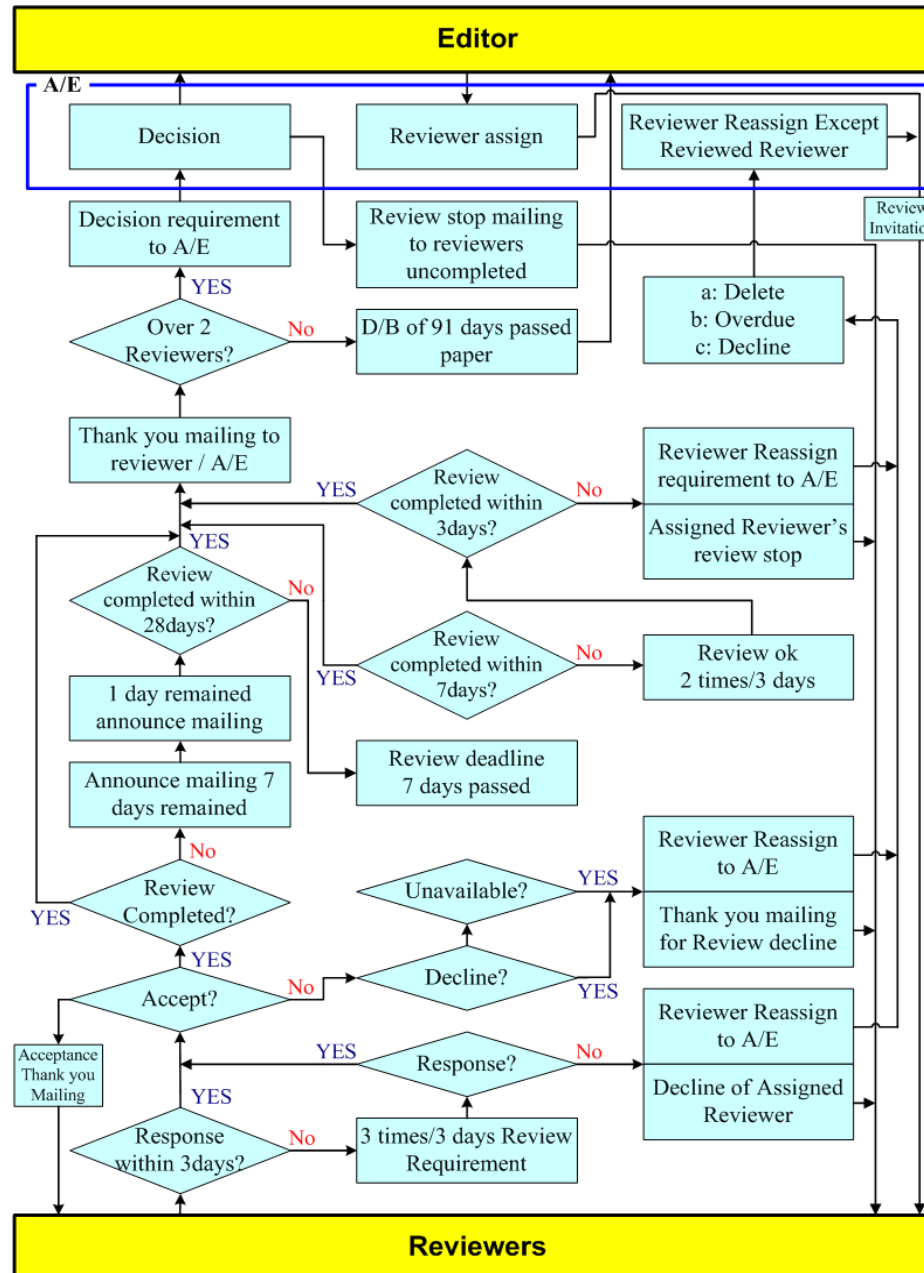 Editor
A/E
Decision
Reviewer assign
Reviewer Reassign Except
Reviewed Reviewer
Decision requirement
to A/E
Review stop mailing
to reviewers
uncompleted
Review
Invitatio
YES
Over 2
Reviewers?
No
D/B of 91 days passed
paper
a: Delete
b: Overdue
c: Decline
Thank you mailing to
reviewer / A/E
YES
Review
completed within
3days?
No
Reviewer Reassign
requirement to A/E
Assigned Reviewer's
review stop
YES
Review
completed within
28days?
No
YES
Review
completed within
7days?
No
Review ok
2 times/3 days
1 day remained
announce mailing
Announce mailing 7
days remained
Review deadline
7 days passed
No
Review
Completed?
YES
Unavailable?
YES
Reviewer Reassign
to A/E
Thank you mailing
for Review decline
YES
Accept?
No
Decline?
YES
Acceptance
Thank you
Mailing
YES
Response?
No
Reviewer Reassign
to A/E
Decline of Assigned
Reviewer
YES
Response
within 3days?
No
3 times/3 days Review
Requirement
Reviewers